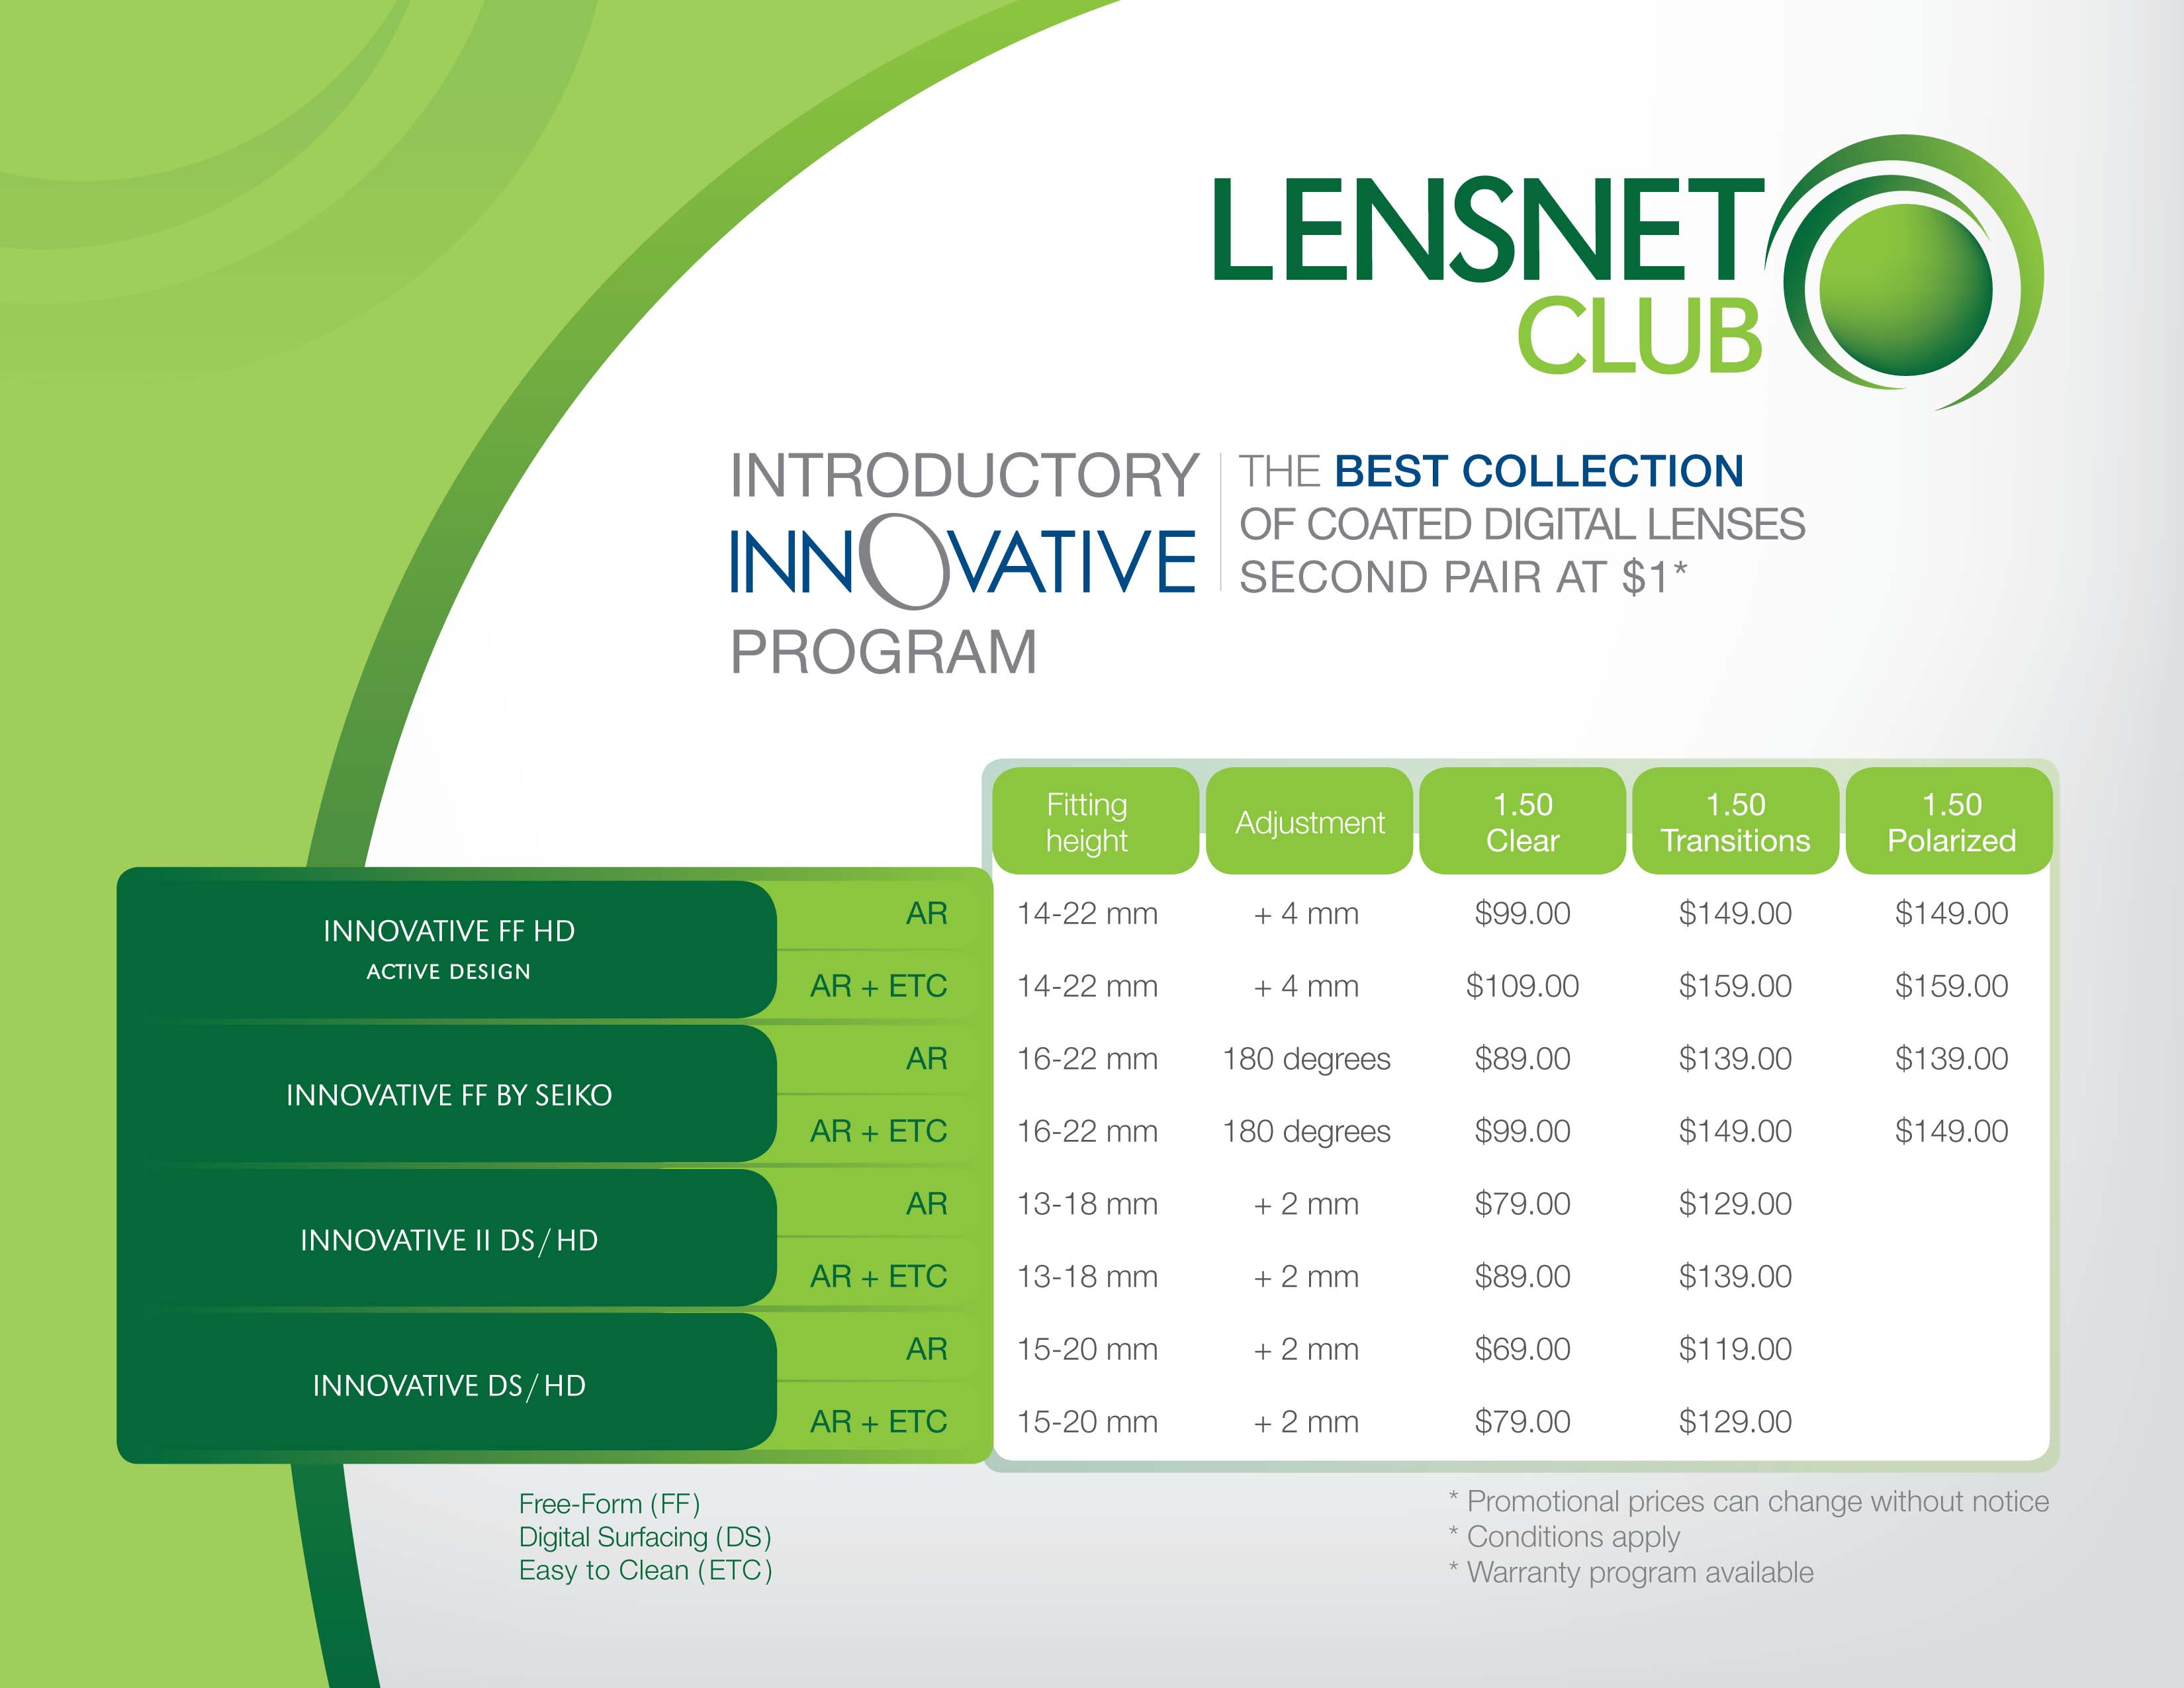 LENSNET
CLUB
INTRODUCTORY
INNOVATIVE
PROGRAM
THE BEST COLLECTION
OF COATED DIGITAL LENSES
SECOND PAIR AT $1*
Fitting height Adjustment 1.50 Clear 1.50 Transitions 1.50 Polarized
INNOVATIVE FF HD
ACTIVE DESIGN
AR 14-22 mm + 4 mm $99.00 $149.00 $149.00
AR + ETC 14-22 mm + 4 mm $109.00 $159.00 $159.00
INNOVATIVE FF BY SEIKO
AR 16-22 mm 180 degrees $89.00 $139.00 $139.00
AR + ETC 16-22 mm 180 degrees $99.00 $149.00 $149.00
INNOVATIVE II DS/HD
AR 13-18 mm + 2 mm $79.00 $129.00
AR + ETC 13-18 mm + 2 mm $89.00 $139.00
INNOVATIVE DS/HD
AR 15-20 mm + 2 mm $69.00 $119.00
AR + ETC 15-20 mm + 2 mm $79.00 $129.00
Free-Form (FF)
Digital Surfacing (DS)
Easy to Clean (ETC)
* Promotional prices can change without notice
* Conditions apply
* Warranty program available